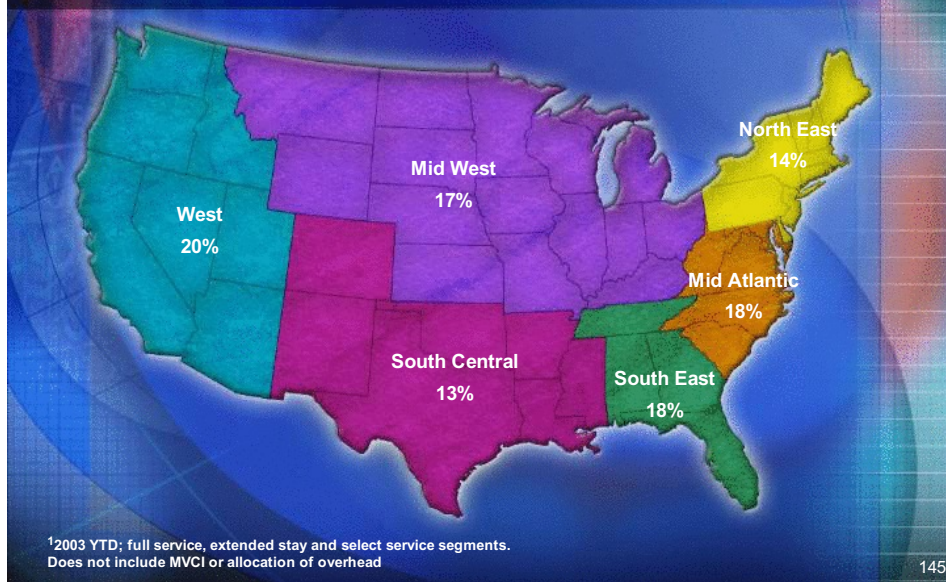 North East
14%
Mid West
17%
West
20%
Mid Atlantic
18%
South Central
13%
South East
18%
¹2003 YTD; full service, extended stay and select service segments.
Does not include MVCI or allocation of overhead
145